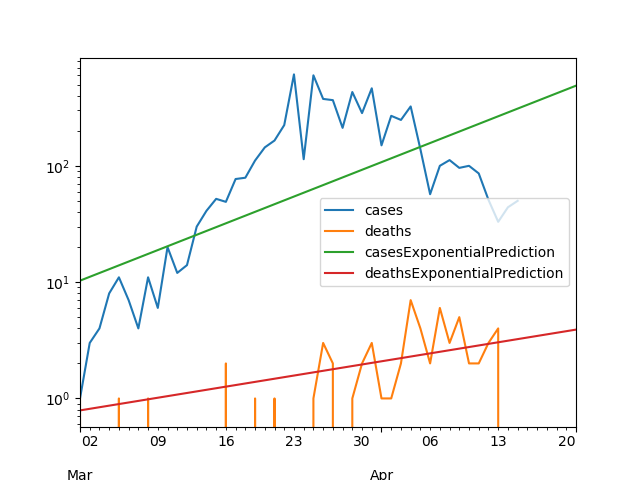 10²
10¹
10⁰
cases
deaths
casesExponentialPrediction
deathsExponentialPrediction
02 09 16 23 30 06 13 20
Mar Apr